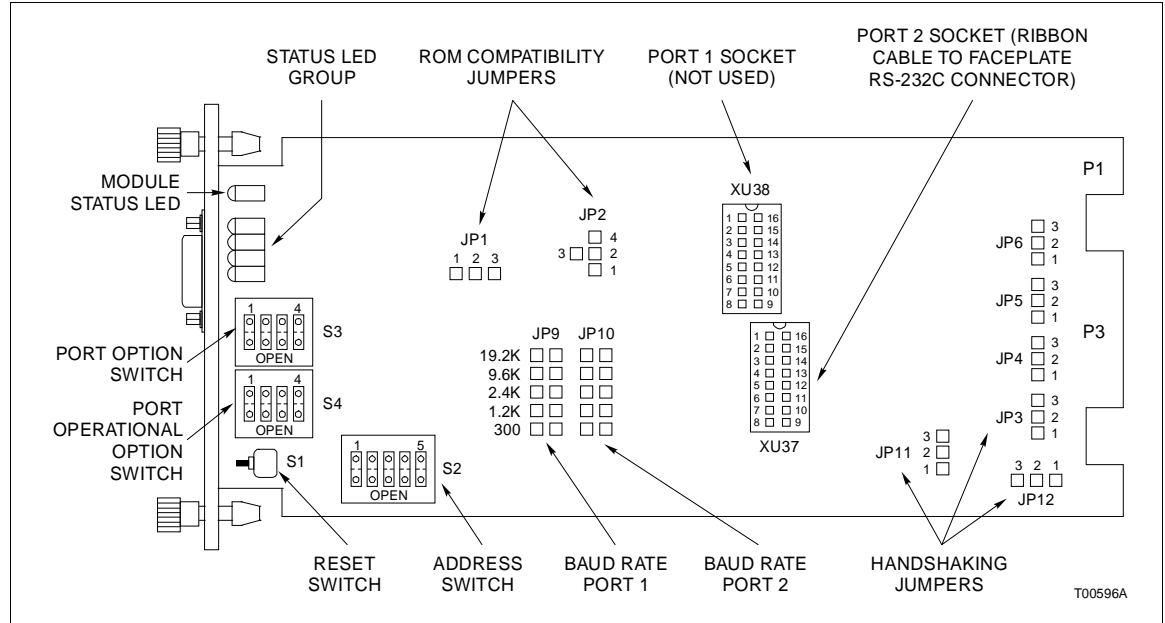 STATUS LED
GROUP
ROM COMPATIBILITY
JUMPERS
PORT 1 SOCKET
(NOT USED)
PORT 2 SOCKET (RIBBON
CABLE TO FACEPLATE
RS-232C CONNECTOR)
MODULE
STATUS LED
P1
XU38
1 16
2 15
3 14
4 13
5 12
6 11
7 10
8 9
JP2
4
3 2
1
JP1
1 2 3
JP6
3
2
1
JP5
3
2
1
P3
JP4
3
2
1
JP3
3
2
1
1 4
S3
OPEN
PORT OPTION
SWITCH
1 4
S4
OPEN
PORT
OPERATIONAL
OPTION
SWITCH
JP9 JP10
19.2K
9.6K
2.4K
1.2K
300
1 16
2 15
3 14
4 13
5 12
6 11
7 10
8 9
XU37
S1
1 5
S2
OPEN
JP11
3
2
1
3 2 1
JP12
RESET
SWITCH
ADDRESS
SWITCH
BAUD RATE
PORT 1
BAUD RATE
PORT 2
HANDSHAKING
JUMPERS
T00596A